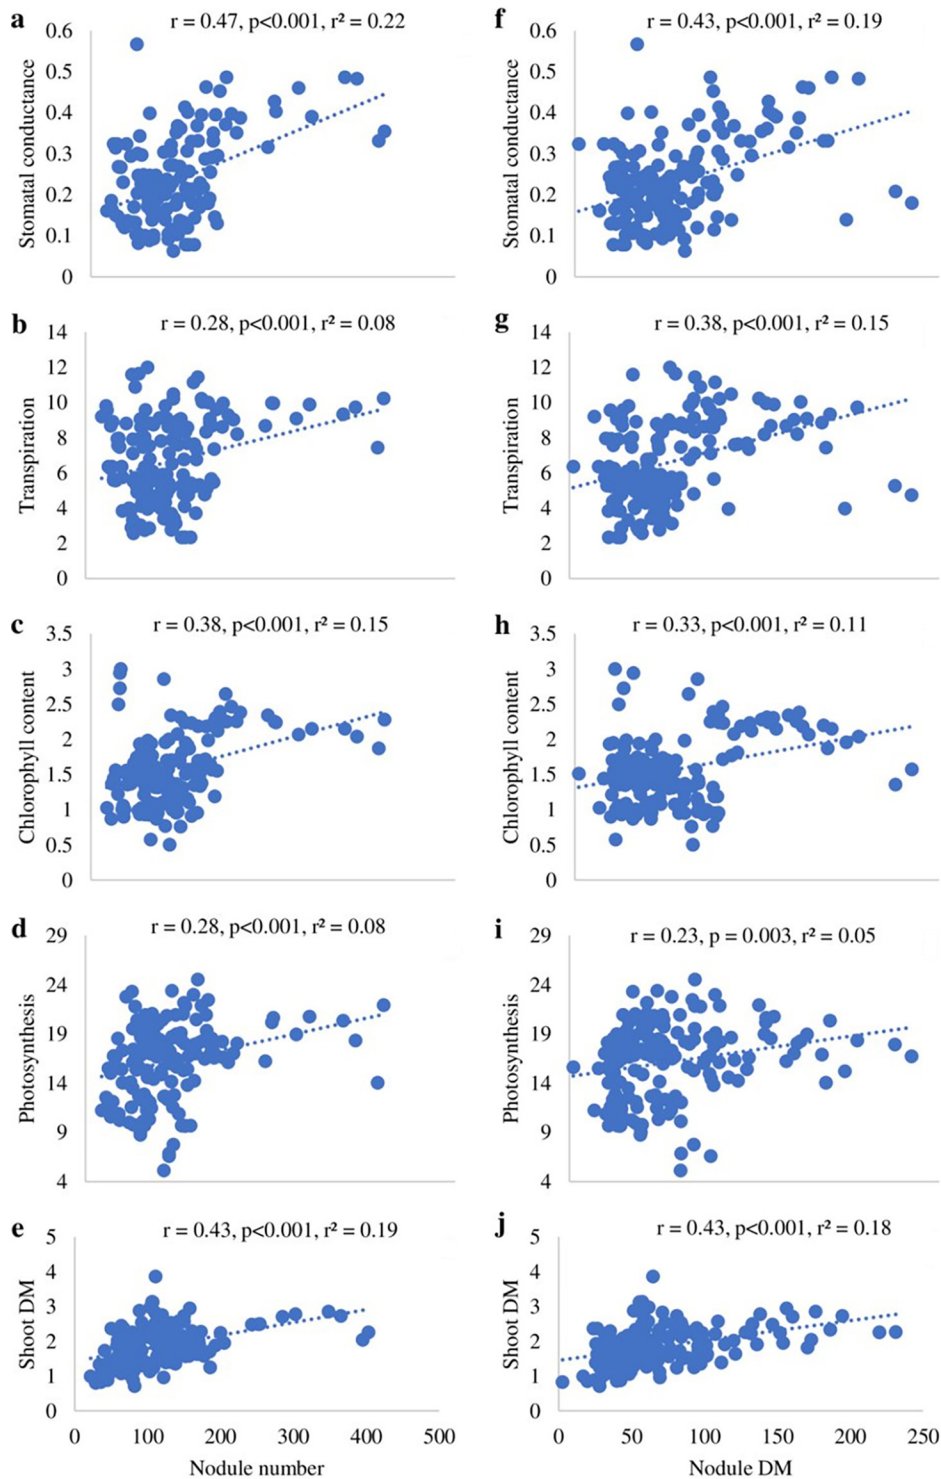 a
r = 0.47, p<0.001, r² = 0.22
Stomatal conductance
0.6
0.5
0.4
0.3
0.2
0.1
0
f
r = 0.43, p<0.001, r² = 0.19
Stomatal conductance
0.6
0.5
0.4
0.3
0.2
0.1
0
b
r = 0.28, p<0.001, r² = 0.08
Transpiration
14
12
10
8
6
4
2
0
g
r = 0.38, p<0.001, r² = 0.15
Transpiration
14
12
10
8
6
4
2
0
c
r = 0.38, p<0.001, r² = 0.15
Chlorophyll content
3.5
3
2.5
2
1.5
1
0.5
0
h
r = 0.33, p<0.001, r² = 0.11
Chlorophyll content
3.5
3
2.5
2
1.5
1
0.5
0
d
r = 0.28, p<0.001, r² = 0.08
Photosynthesis
29
24
19
14
9
4
i
r = 0.23, p = 0.003, r² = 0.05
Photosynthesis
29
24
19
14
9
4
e
r = 0.43, p<0.001, r² = 0.19
Shoot DM
5
4
3
2
1
0
0 100 200 300 400 500
Nodule number
j
r = 0.43, p<0.001, r² = 0.18
Shoot DM
5
4
3
2
1
0
0 50 100 150 200 250
Nodule DM